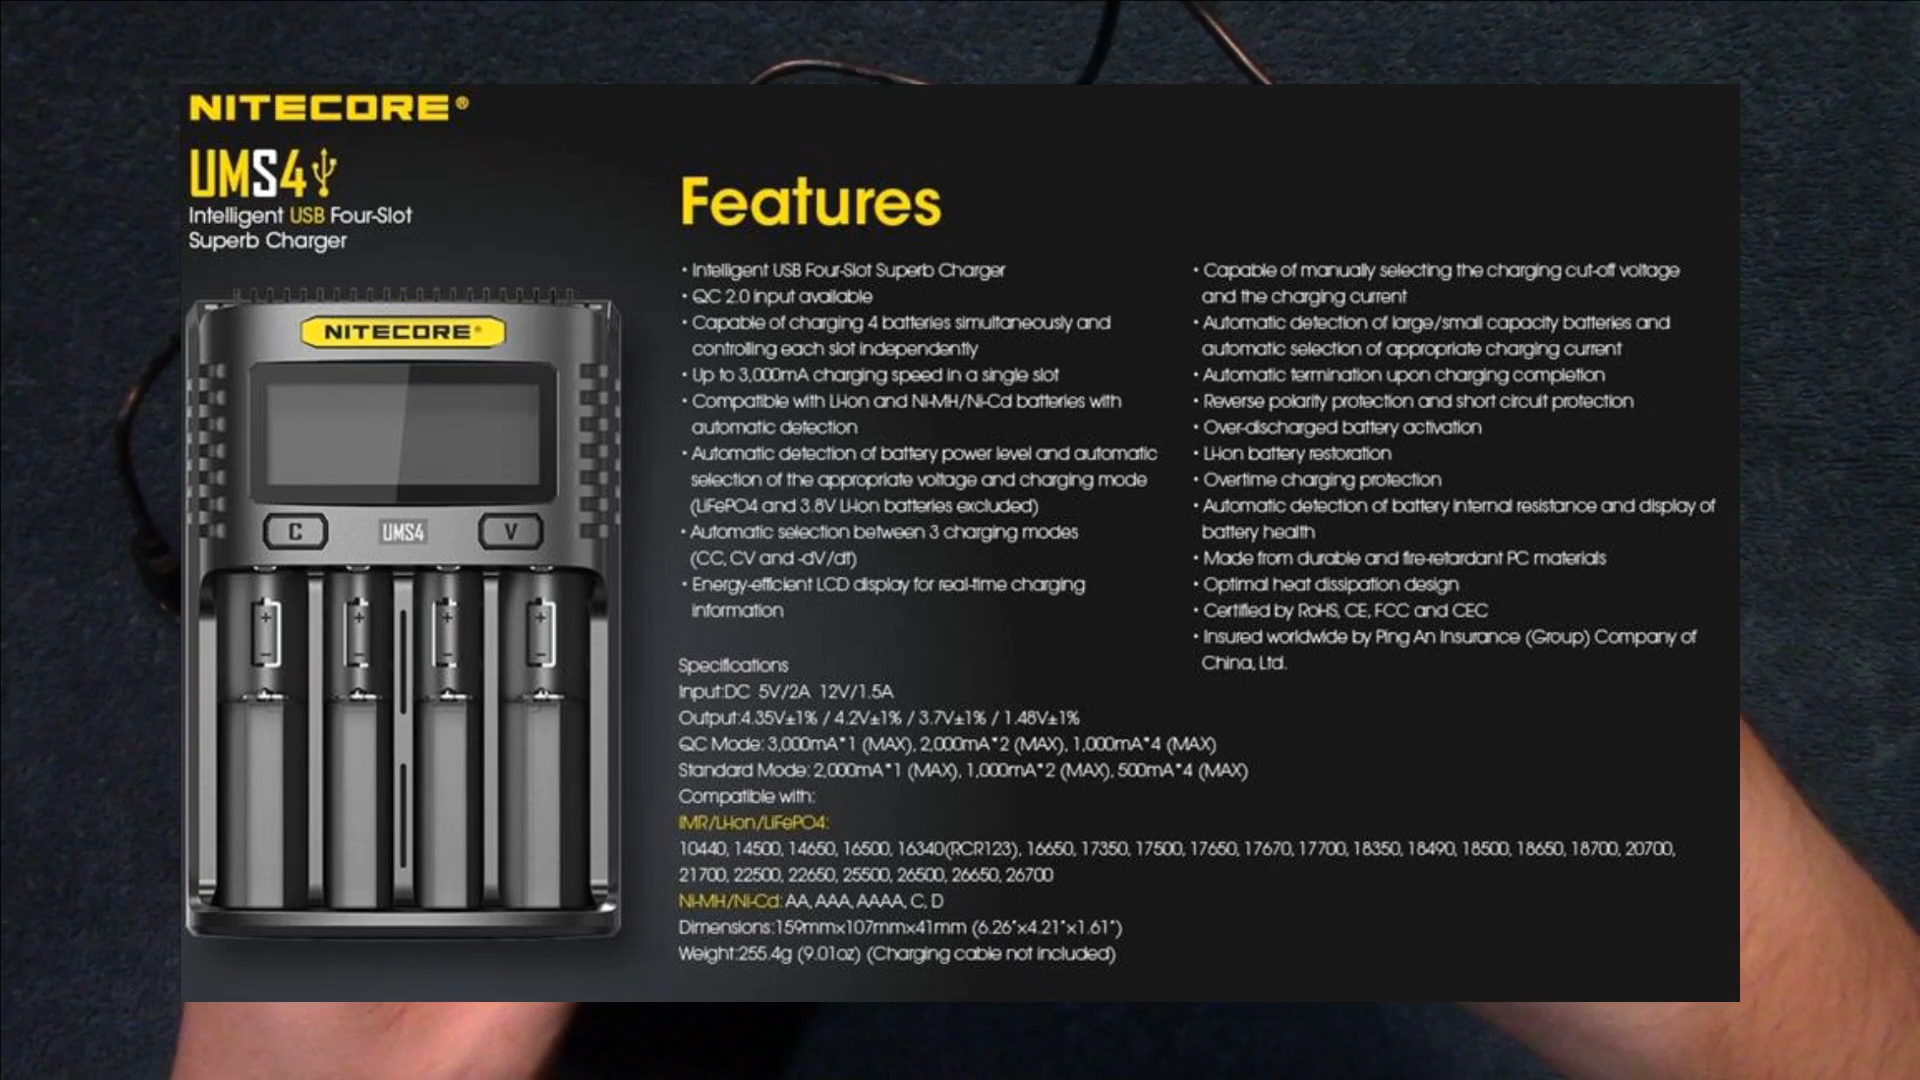 NITECORE®
UMS4
Intelligent USB Four-Slot
Superb Charger
NITECORE®
C
UMS4
V
Features
• Intelligent USB Four-Slot Superb Charger
• QC 2.0 input available
• Capable of charging 4 batteries simultaneously and
controlling each slot independently
• Up to 3,000mA charging speed in a single slot
• Compatible with Li-ion and Ni-MH/Ni-Cd batteries with
automatic detection
• Automatic detection of battery power level and automatic
selection of the appropriate voltage and charging mode
(LiFePO4 and 3.8V Li-ion batteries excluded)
• Automatic selection between 3 charging modes
(CC, CV and -dV/dt)
• Energy-efficient LCD display for real-time charging
information
• Capable of manually selecting the charging cut-off voltage
and the charging current
• Automatic detection of large/small capacity batteries and
automatic selection of appropriate charging current
• Automatic termination upon charging completion
• Reverse polarity protection and short circuit protection
• Over-discharged battery activation
• Li-ion battery restoration
• Overtime charging protection
• Automatic detection of battery internal resistance and display of
battery health
• Made from durable and fire-retardant PC materials
• Optimal heat dissipation design
• Certified by RoHS, CE, FCC and CEC
• Insured worldwide by Ping An Insurance (Group) Company of
China, Ltd.
Specifications
Input:DC 5V/2A 12V/1.5A
Output:4.35V±1% / 4.2V±1% / 3.7V±1% / 1.48V±1%
QC Mode: 3,000mA*1 (MAX), 2,000mA*2 (MAX), 1,000mA*4 (MAX)
Standard Mode: 2,000mA*1 (MAX), 1,000mA*2 (MAX), 500mA*4 (MAX)
Compatible with:
IMR/Li-ion/LiFePO4:
10440, 14500, 14650, 16500, 16340(RCR123), 16650, 17350, 17500, 17650, 17670, 17700, 18350, 18490, 18500, 18650, 18700, 20700,
21700, 22500, 22650, 25500, 26500, 26650, 26700
Ni-MH/Ni-Cd: AA, AAA, AAAA, C, D
Dimensions:159mm×107mm×41mm (6.26"×4.21"×1.61")
Weight:255.4g (9.01oz) (Charging cable not included)